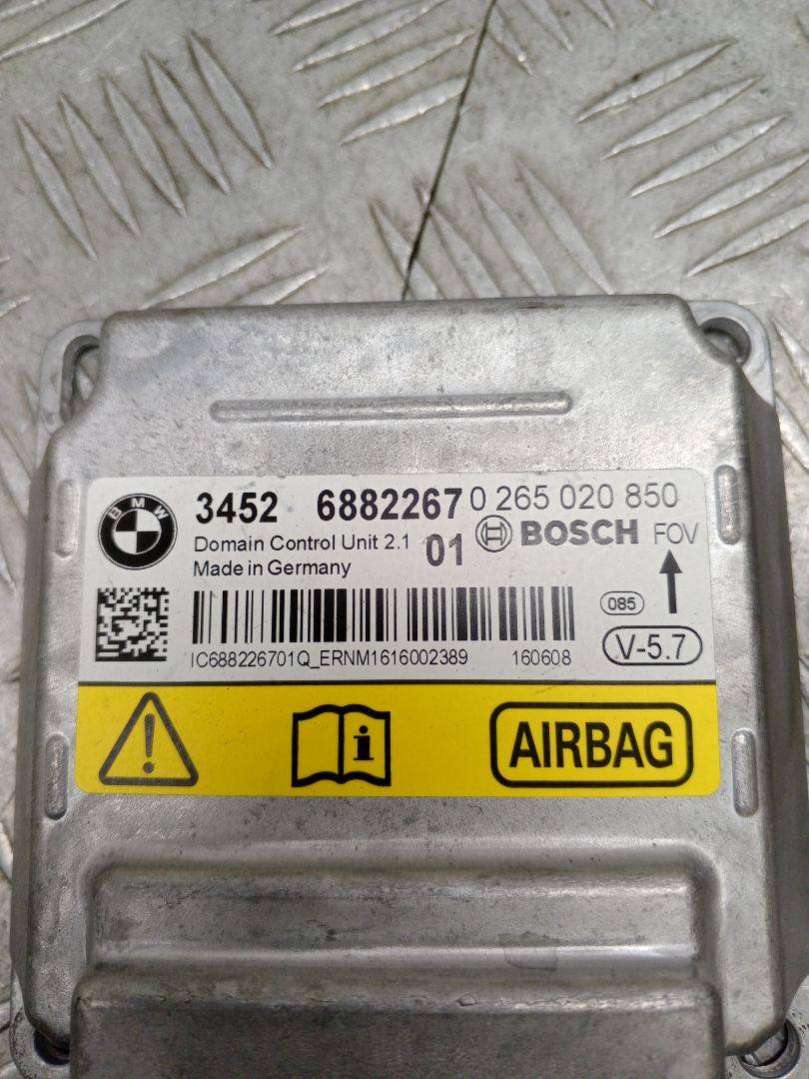 BMW
3452 6882267 0 265 020 850
Domain Control Unit 2.1 01 BOSCH FOV
Made in Germany
085
V-5.7
IC688226701Q_ERNM1616002389 160608
AIRBAG